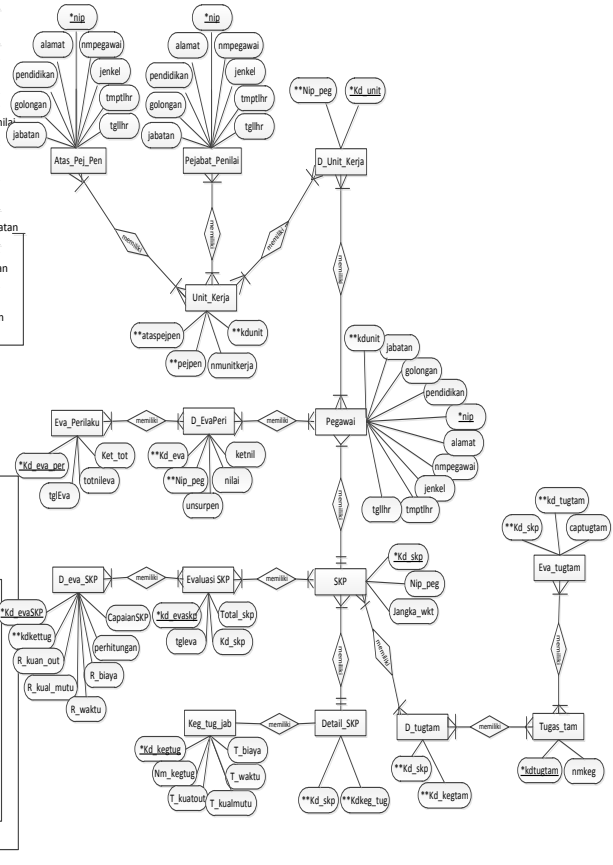 *nip
*nip
alamat
nmpegawai
alamat
nmpegawai
pendidikan
jenkel
pendidikan
jenkel
**Nip_peg
*Kd_unit
golongan
tmptlhr
golongan
tmptlhr
jabatan
tgllhr
jabatan
tgllhr
Atas_Pej_Pen
Pejabat_Penilai
D_Unit_Kerja
atan
an
n
memiliki
memiliki
memiliki
memiliki
Unit_Kerja
**ataspejpen
**kdunit
**pejpen
nmunitkerja
**kdunit
jabatan
golongan
pendidikan
*nip
alamat
nmpegawai
jenkel
tmptlhr
tgllhr
Eva_Perilaku
memiliki
D_EvaPeri
memiliki
Pegawai
*Kd_eva_per
Ket_tot
totnileva
tglEva
**Kd_eva
ketnil
**Nip_peg
nilai
unsurpen
memiliki
**kd_tugtam
**Kd_skp
captugtam
Eva_tugtam
D_eva_SKP
memiliki
Evaluasi SKP
memiliki
SKP
*Kd_skp
Nip_peg
Jangka_wkt
*Kd_evaSKP
**kdkettug
R_kuan_out
R_kual_mutu
R_waktu
R_biaya
perhitungan
CapaianSKP
*kd_evaskp
Total_skp
tgleva
Kd_skp
memiliki
memiliki
memiliki
Keg_tug_jab
memiliki
Detail_SKP
D_tugtam
memiliki
Tugas_tam
*Kd_kegtug
T_biaya
Nm_kegtug
T_waktu
T_kuatout
T_kualmutu
**Kd_skp
**Kdkeg_tug
**Kd_skp
**Kd_kegtam
*kdtugtam
nmkeg